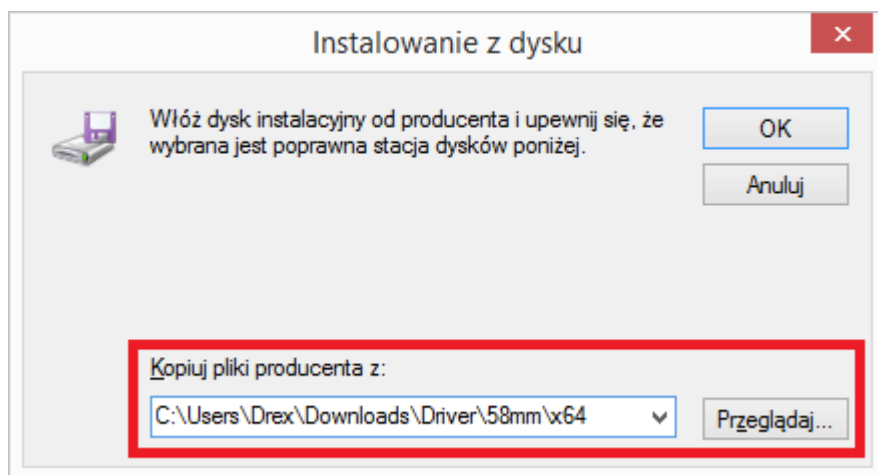 Instalowanie z dysku
Włóż dysk instalacyjny od producenta i upewnij się, że
wybrana jest poprawna stacja dysków poniżej.
OK
Anuluj
Kopiuj pliki producenta z:
C:\Users\Drex\Downloads\Driver\58mm\x64
Przeglądaj...